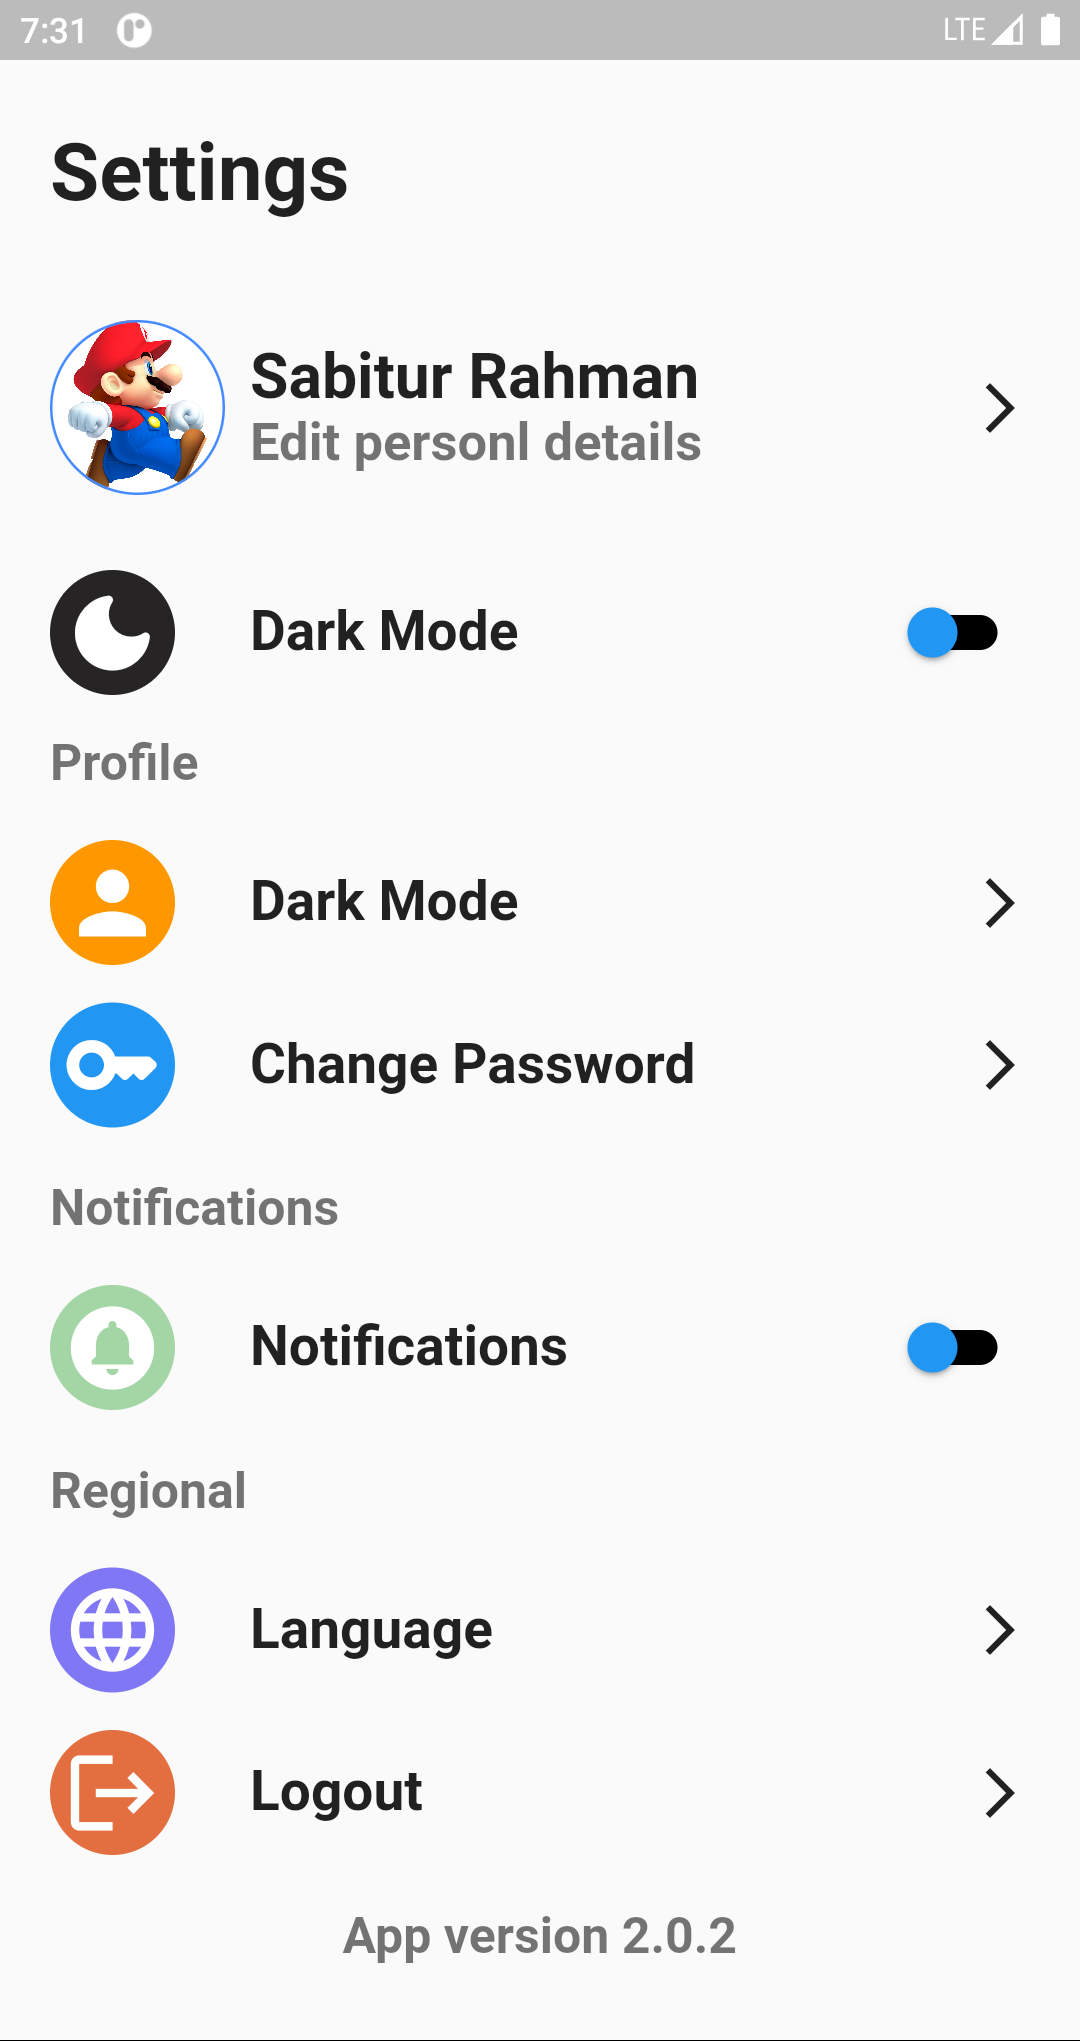 7:31 LTE
Settings
Sabitur Rahman
Edit personl details
Dark Mode
Profile
Dark Mode
Change Password
Notifications
Notifications
Regional
Language
Logout
App version 2.0.2